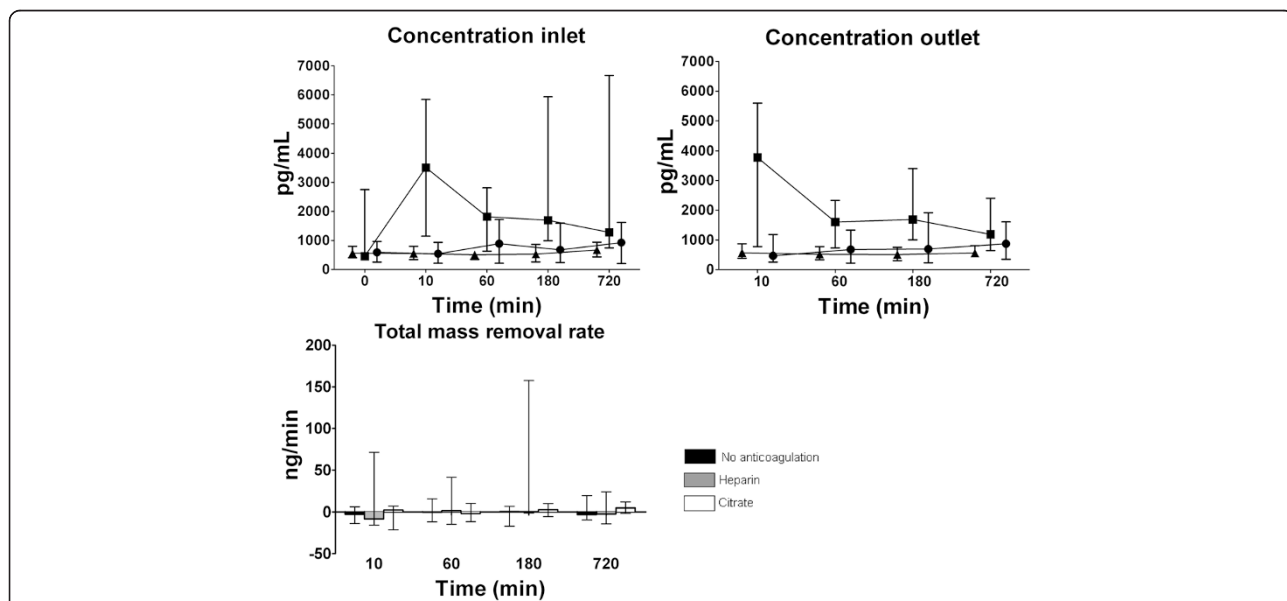 Concentration inlet
7000
6000
5000
4000
3000
2000
1000
0
pg/mL
0 10 60 180 720
Time (min)
Concentration outlet
7000
6000
5000
4000
3000
2000
1000
0
pg/mL
10 60 180 720
Time (min)
Total mass removal rate
200
150
100
50
0
-50
ng/min
10 60 180 720
Time (min)
No anticoagulation
Heparin
Citrate